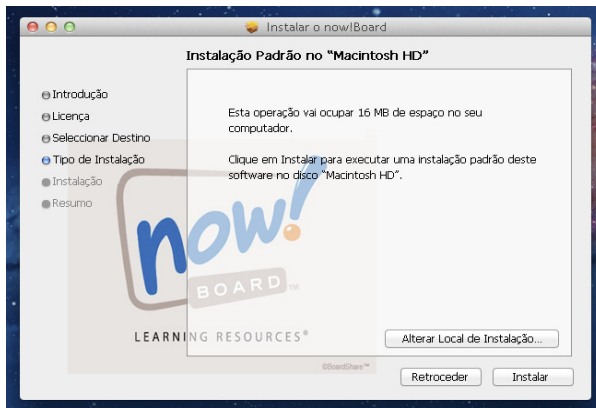 Instalar o now!Board
Instalação Padrão no "Macintosh HD"
Introdução
Licença
Seleccionar Destino
Tipo de Instalação
Instalação
Resumo
Esta operação vai ocupar 16 MB de espaço no seu
computador.
Clique em Instalar para executar uma instalação padrão deste
software no disco "Macintosh HD".
now!
BOARD™
LEARNING RESOURCES®
©BoardShare™
Alterar Local de Instalação...
Retroceder
Instalar